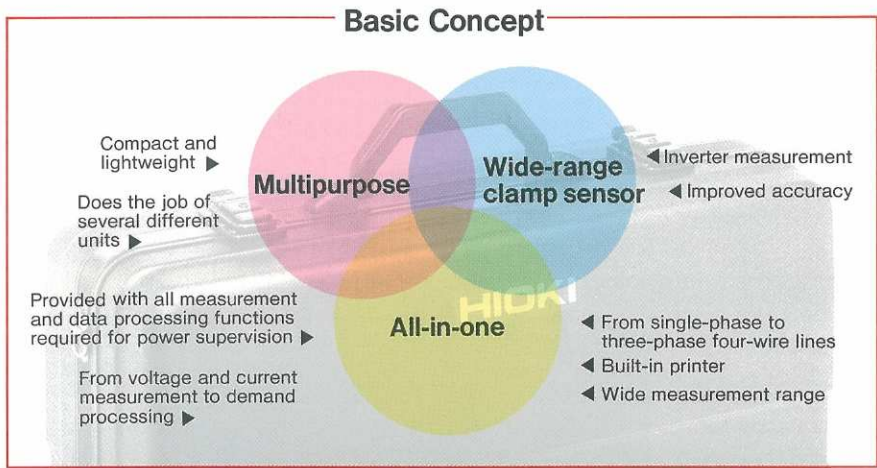 Basic Concept
Compact and
lightweight ▶
Does the job of
several different
units ▶
Multipurpose
Wide-range
clamp sensor
◀ Inverter measurement
◀ Improved accuracy
HIOKI
Provided with all measurement
and data processing functions
required for power supervision ▶
From voltage and current
measurement to demand
processing ▶
All-in-one
◀ From single-phase to
three-phase four-wire lines
◀ Built-in printer
◀ Wide measurement range